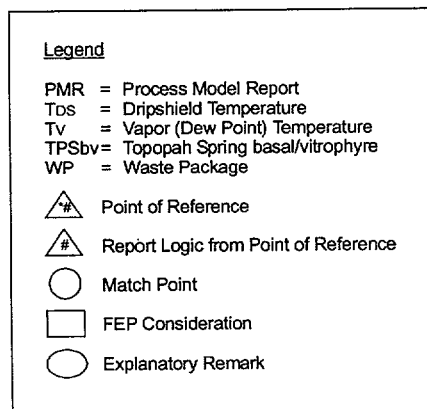 Legend
PMR = Process Model Report
TDS = Dripshield Temperature
Tv = Vapor (Dew Point) Temperature
TPSbv= Topopah Spring basal/vitrophyre
WP = Waste Package
*# Point of Reference
# Report Logic from Point of Reference
Match Point
FEP Consideration
Explanatory Remark